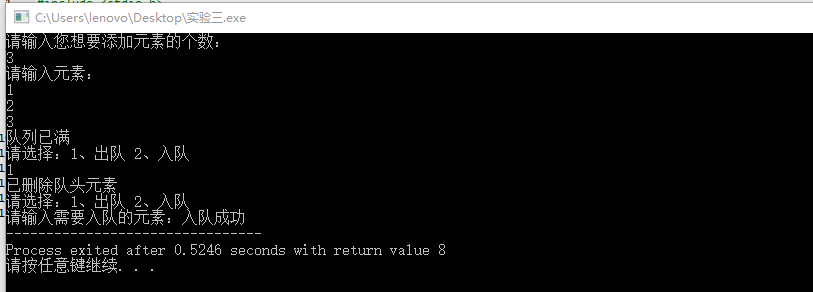 C:\Users\lenovo\Desktop\实验三.exe
请输入您想要添加元素的个数：
3
请输入元素：
1
2
3
队列已满
请选择：1、出队 2、入队
1
已删除队头元素
请选择：1、出队 2、入队
请输入需要入队的元素：入队成功
--------------------------------
Process exited after 0.5246 seconds with return value 8
请按任意键继续. . .